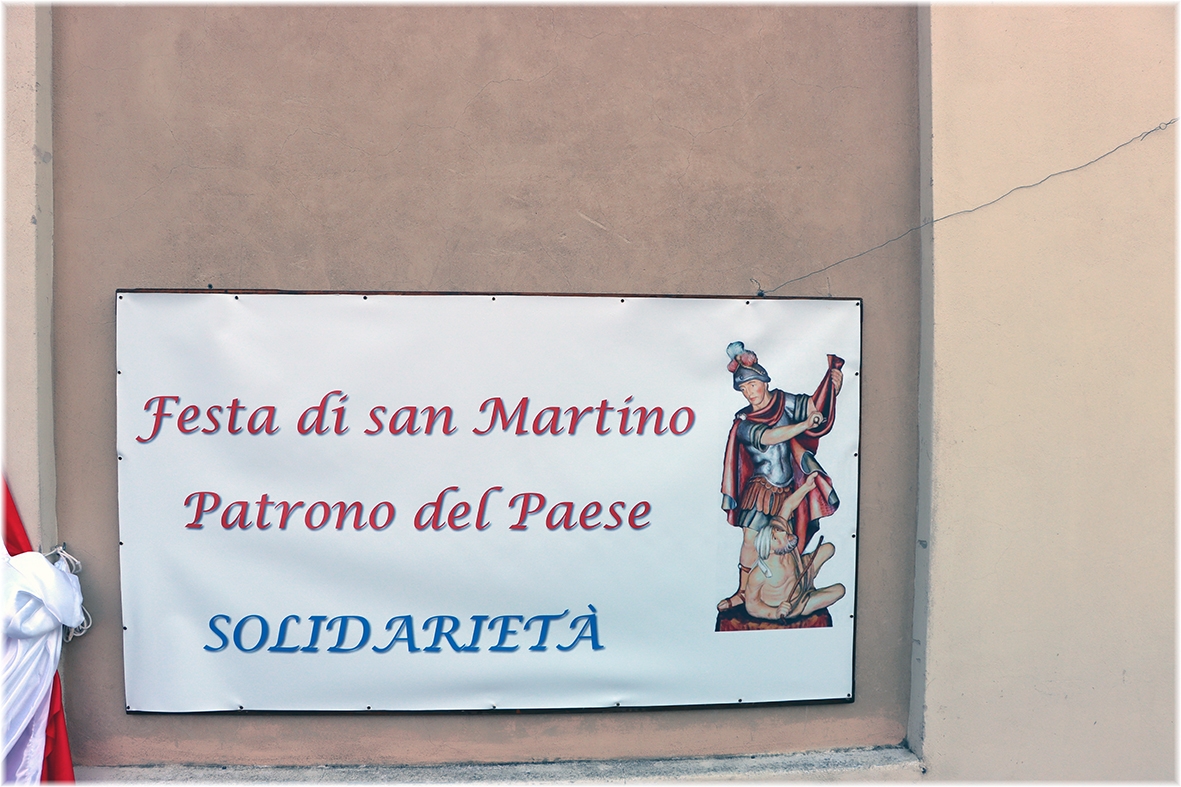 Festa di san Martino
Patrono del Paese
SOLIDARIETÀ